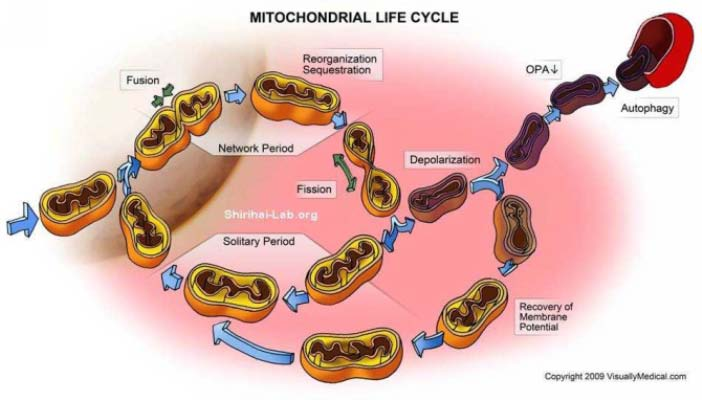 MITOCHONDRIAL LIFE CYCLE
Fusion
Reorganization
Sequestration
OPA↓
Autophagy
Network Period
Depolarization
Fission
Shirihai-Lab.org
Solitary Period
Recovery of
Membrane
Potential
Copyright 2009 VisuallyMedical.com